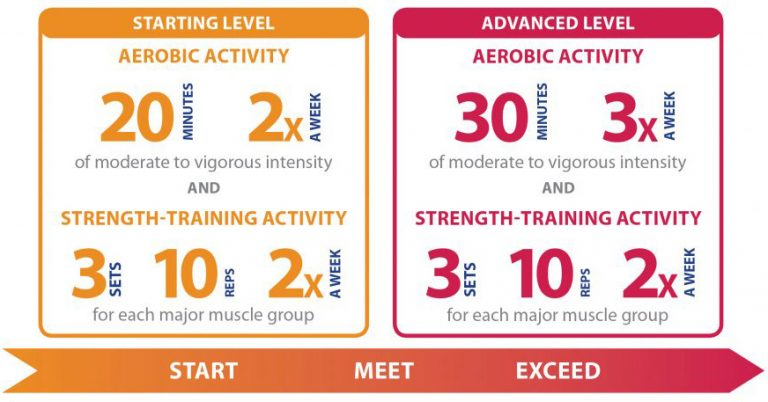 STARTING LEVEL
AEROBIC ACTIVITY
20 MINUTES 2x A WEEK
of moderate to vigorous intensity
AND
STRENGTH-TRAINING ACTIVITY
3 SETS 10 REPS 2x A WEEK
for each major muscle group
ADVANCED LEVEL
AEROBIC ACTIVITY
30 MINUTES 3x A WEEK
of moderate to vigorous intensity
AND
STRENGTH-TRAINING ACTIVITY
3 SETS 10 REPS 2x A WEEK
for each major muscle group
START MEET EXCEED